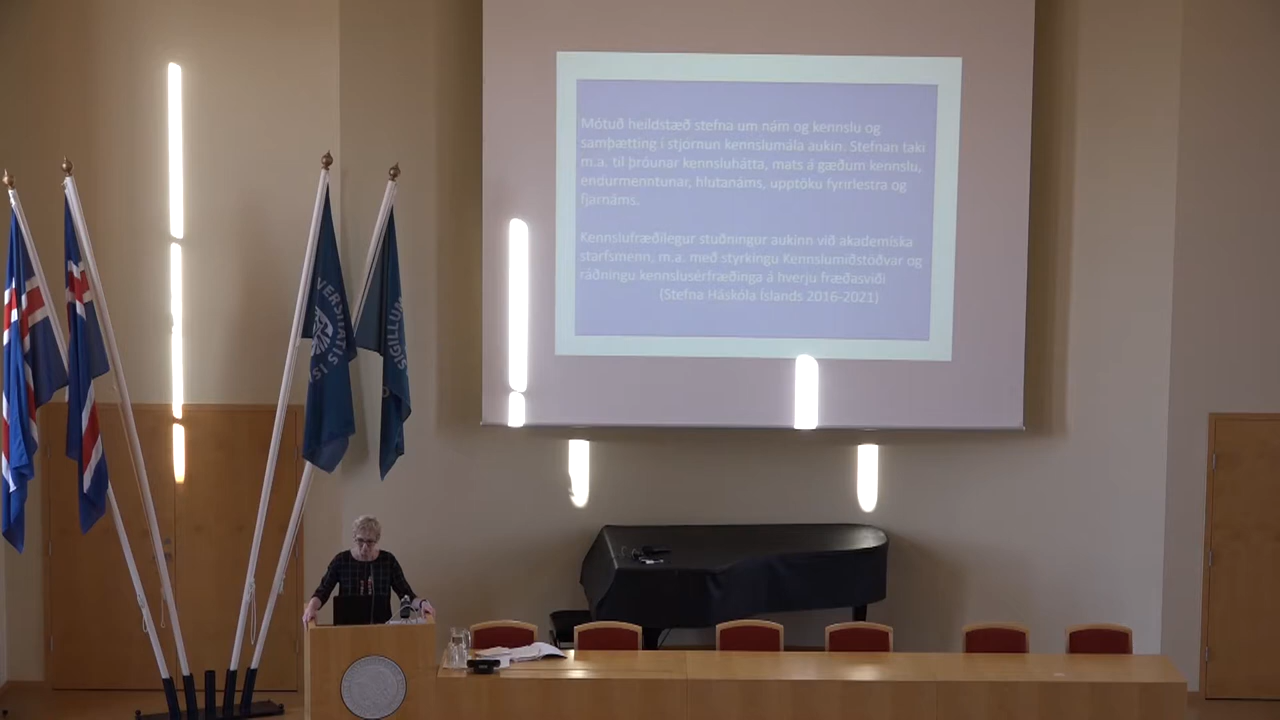 Mótuð heildstæð stefna um nám og kennslu og
samþætting í stjórnun kennslumála aukin. Stefnan taki
m.a. til þróunar kennsluhátta, mats á gæðum kennslu,
endurmenntunar, hlutanáms, upptöku fyrirlestra og
fjarnáms.
Kennslufræðilegur stuðningur aukinn við akademíska
starfsmenn, m.a. með styrkingu Kennslumiðstöðvar og
ráðningu kennslusérfræðinga á hverju fræðasviði
(Stefna Háskóla Íslands 2016-2021)
VERSITATIS
SIGILLUM